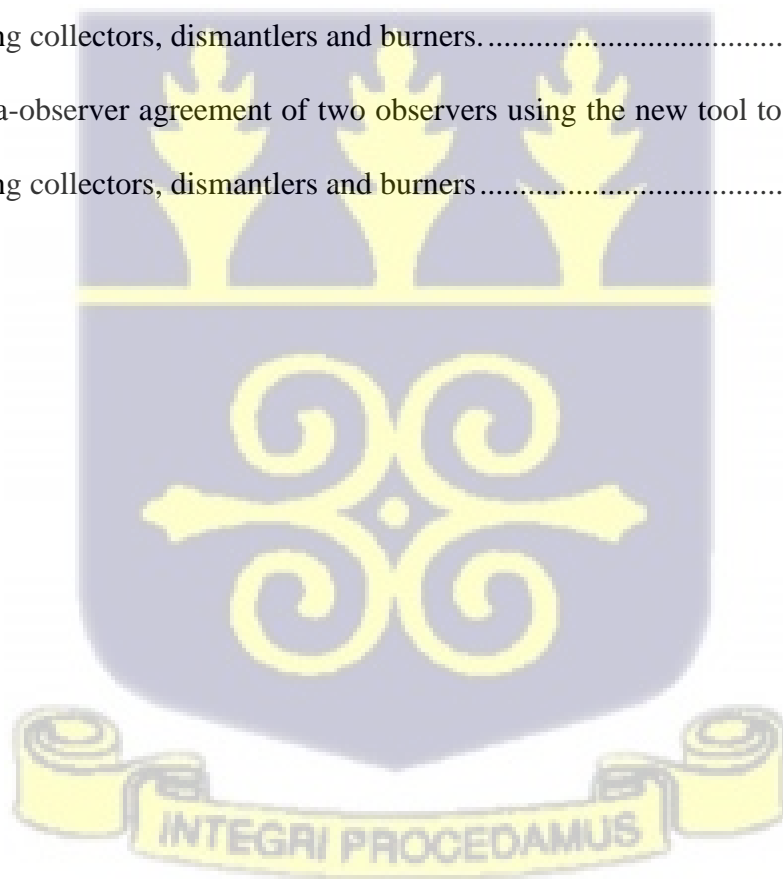 ng collectors, dismantlers and burners. ......................................
a-observer agreement of two observers using the new tool to
ng collectors, dismantlers and burners ......................................
INTEGRI PROCEDAMUS